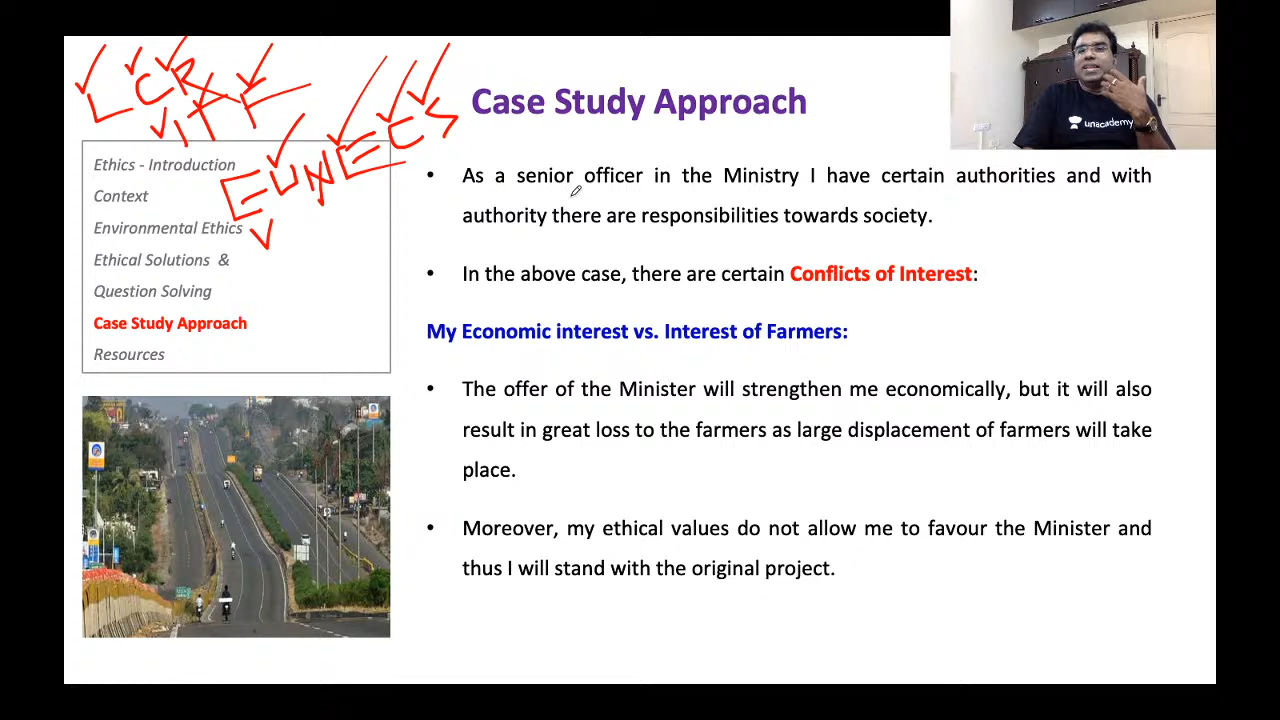 LCR
ITK
EUNECS
Case Study Approach
unacademy
Ethics - Introduction
Context
Environmental Ethics
Ethical Solutions &
Question Solving
Case Study Approach
Resources
• As a senior officer in the Ministry I have certain authorities and with
authority there are responsibilities towards society.
• In the above case, there are certain Conflicts of Interest:
My Economic interest vs. Interest of Farmers:
• The offer of the Minister will strengthen me economically, but it will also
result in great loss to the farmers as large displacement of farmers will take
place.
• Moreover, my ethical values do not allow me to favour the Minister and
thus I will stand with the original project.